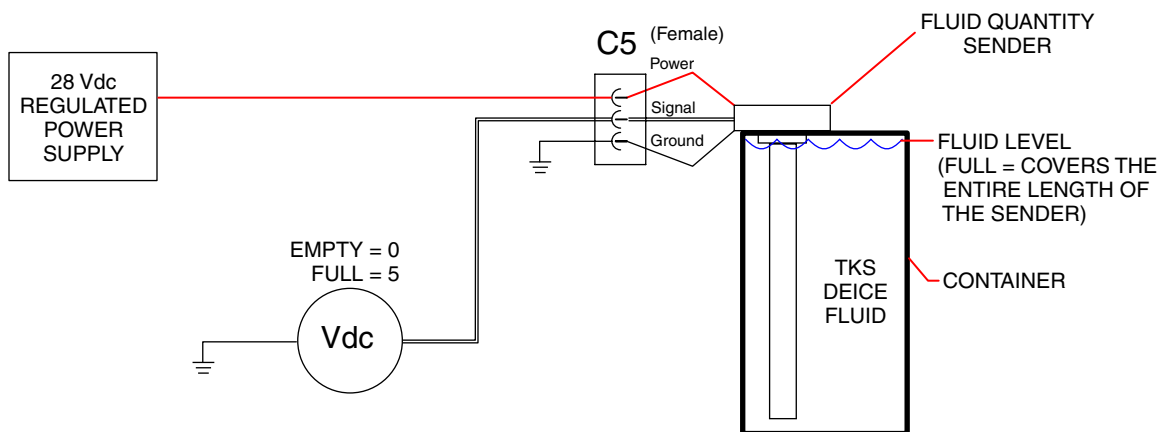 28 Vdc
REGULATED
POWER
SUPPLY
C5 (Female)
Power
Signal
Ground
FLUID QUANTITY
SENDER
FLUID LEVEL
(FULL = COVERS THE
ENTIRE LENGTH OF
THE SENDER)
CONTAINER
TKS
DEICE
FLUID
EMPTY = 0
FULL = 5
Vdc